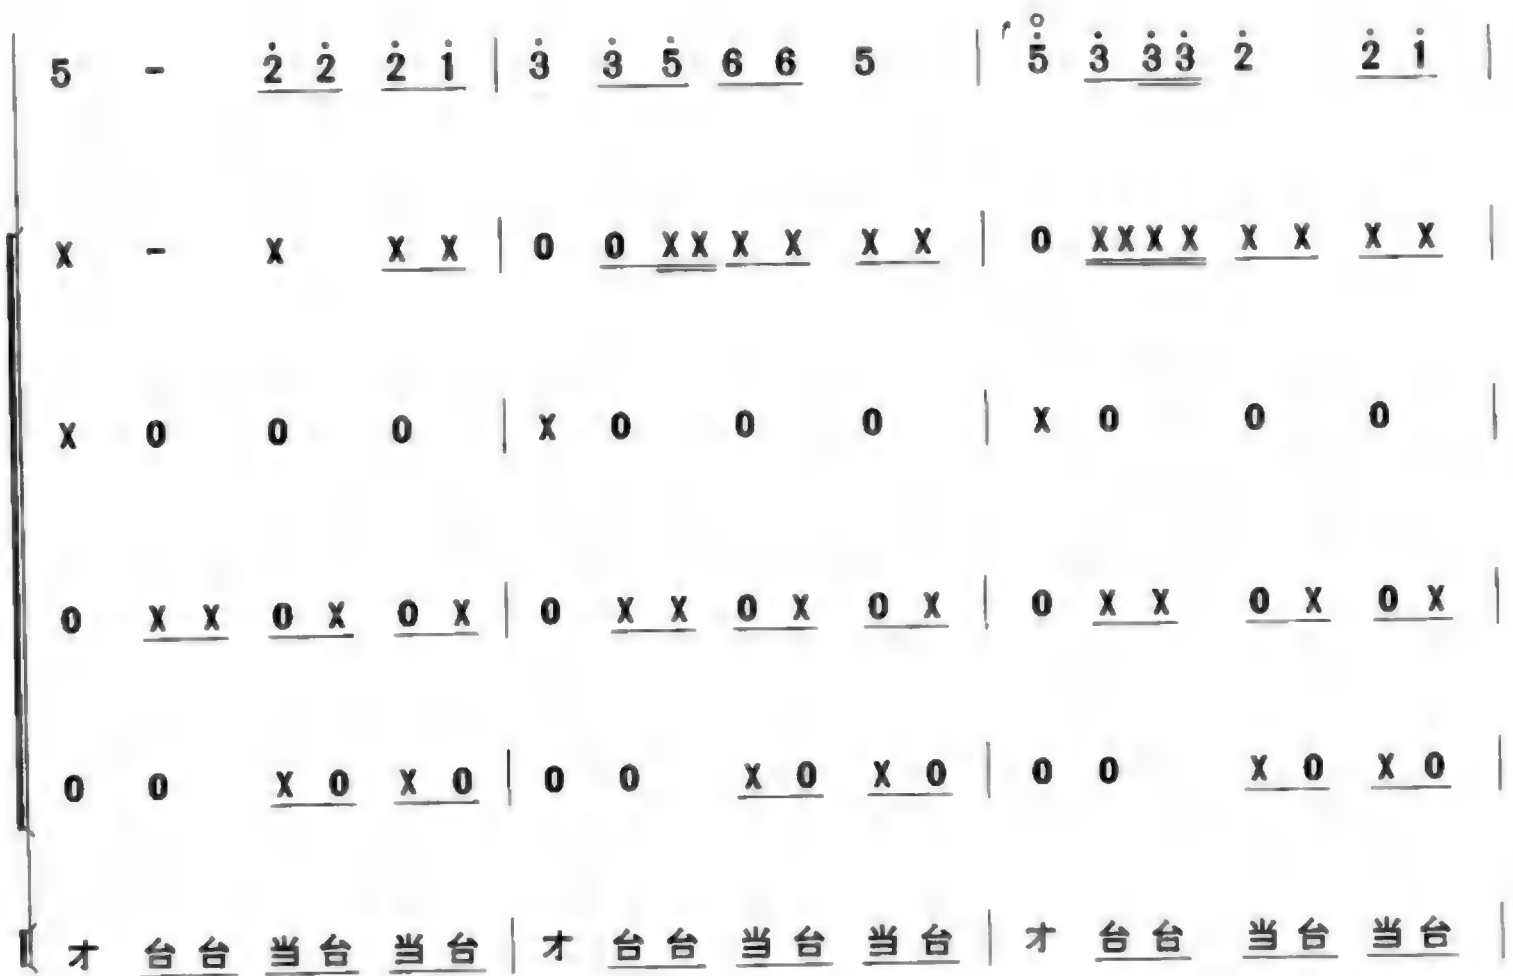 5 - 2̇ 2̇ 2̇ 1̇ | 3̇ 3̇ 5̇ 6 6 5 | 5̇ 3̇ 3̇3̇ 2̇ 2̇ 1̇ |
X - X X X | 0 0 XX X X X X | 0 XXXX X X X X |
X 0 0 0 | X 0 0 0 | X 0 0 0 |
0 X X 0 X 0 X | 0 X X 0 X 0 X | 0 X X 0 X 0 X |
0 0 X 0 X 0 | 0 0 X 0 X 0 | 0 0 X 0 X 0 |
才 台台 当台 当台 | 才 台台 当台 当台 | 才 台台 当台 当台 |